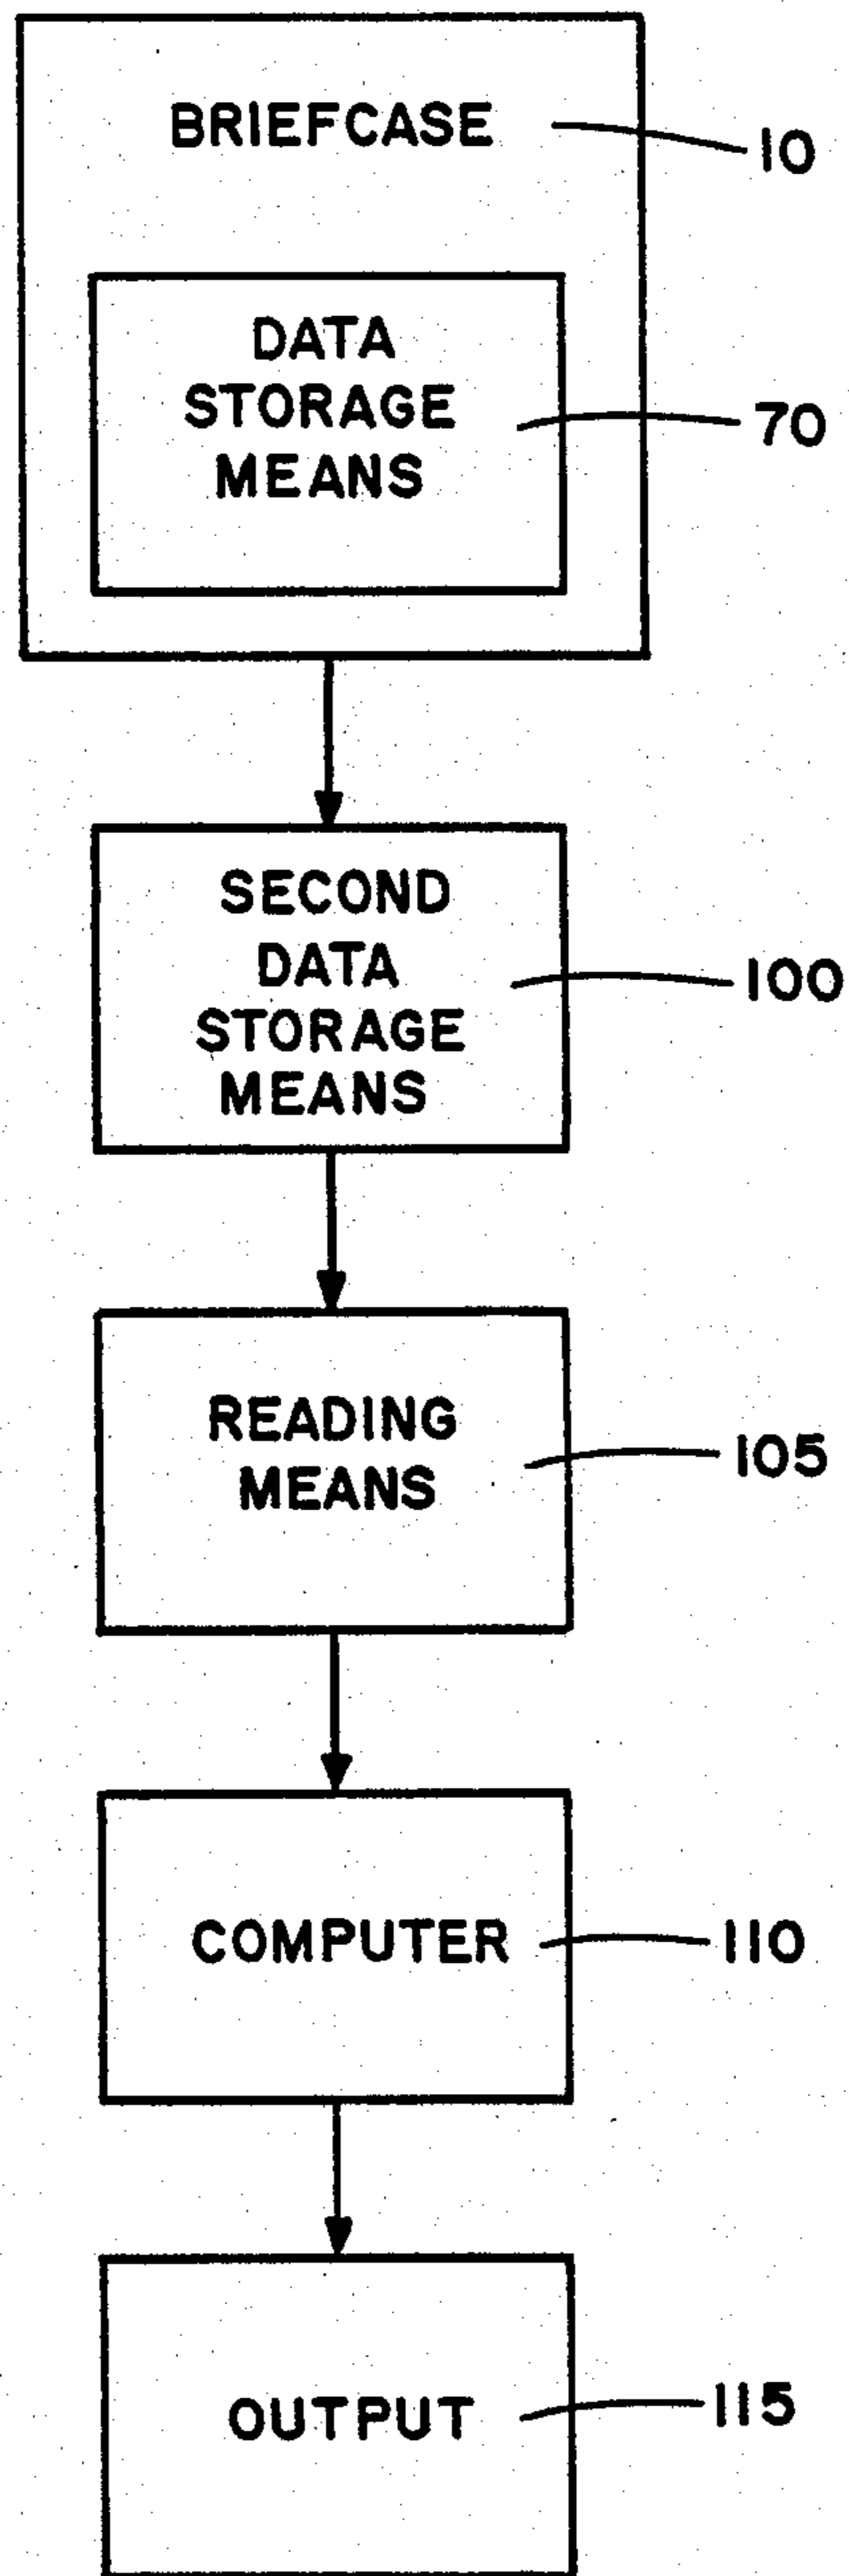 BRIEFCASE
10
DATA
STORAGE
MEANS
70
SECOND
DATA
STORAGE
MEANS
100
READING
MEANS
105
COMPUTER
110
OUTPUT
115